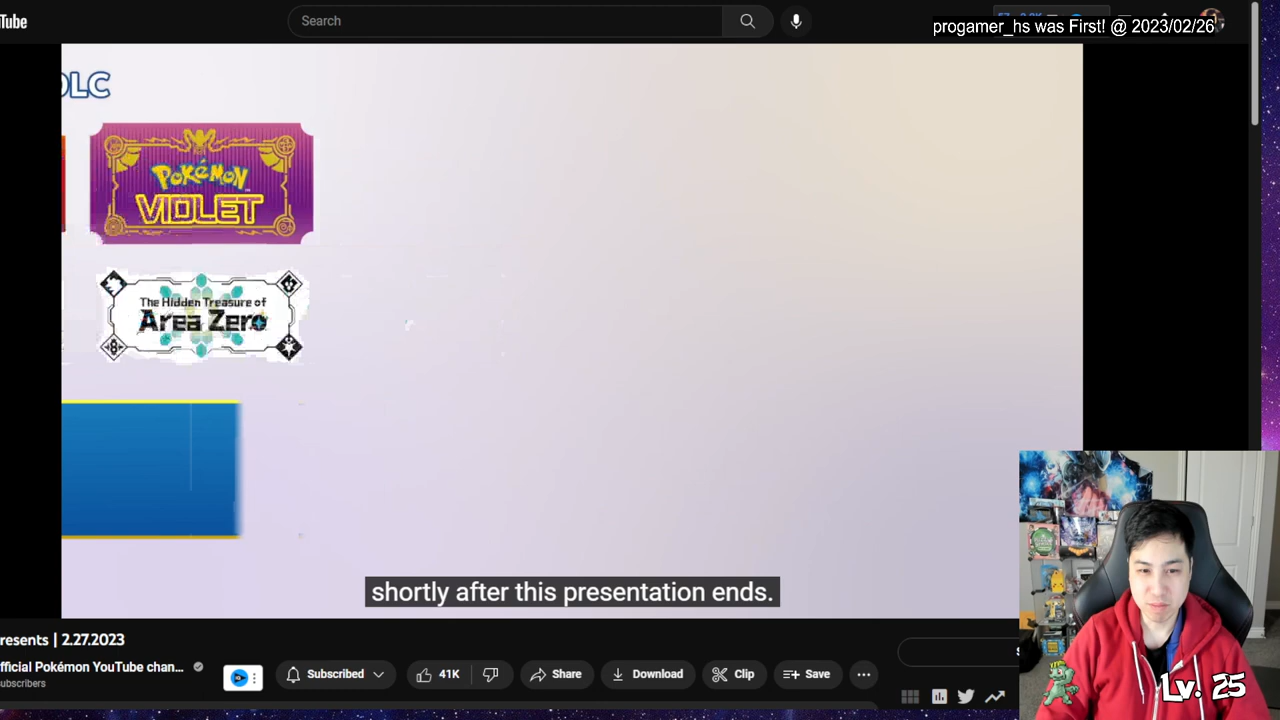 Tube
Search
progamer_hs was First! @ 2023/02/26
DLC
POKÉMON
VIOLET
The Hidden Treasure of
Area Zero
shortly after this presentation ends.
resents | 2.27.2023
fficial Pokémon YouTube chan...
subscribers
Subscribed
41K
Share
Download
Clip
Save
Lv. 25